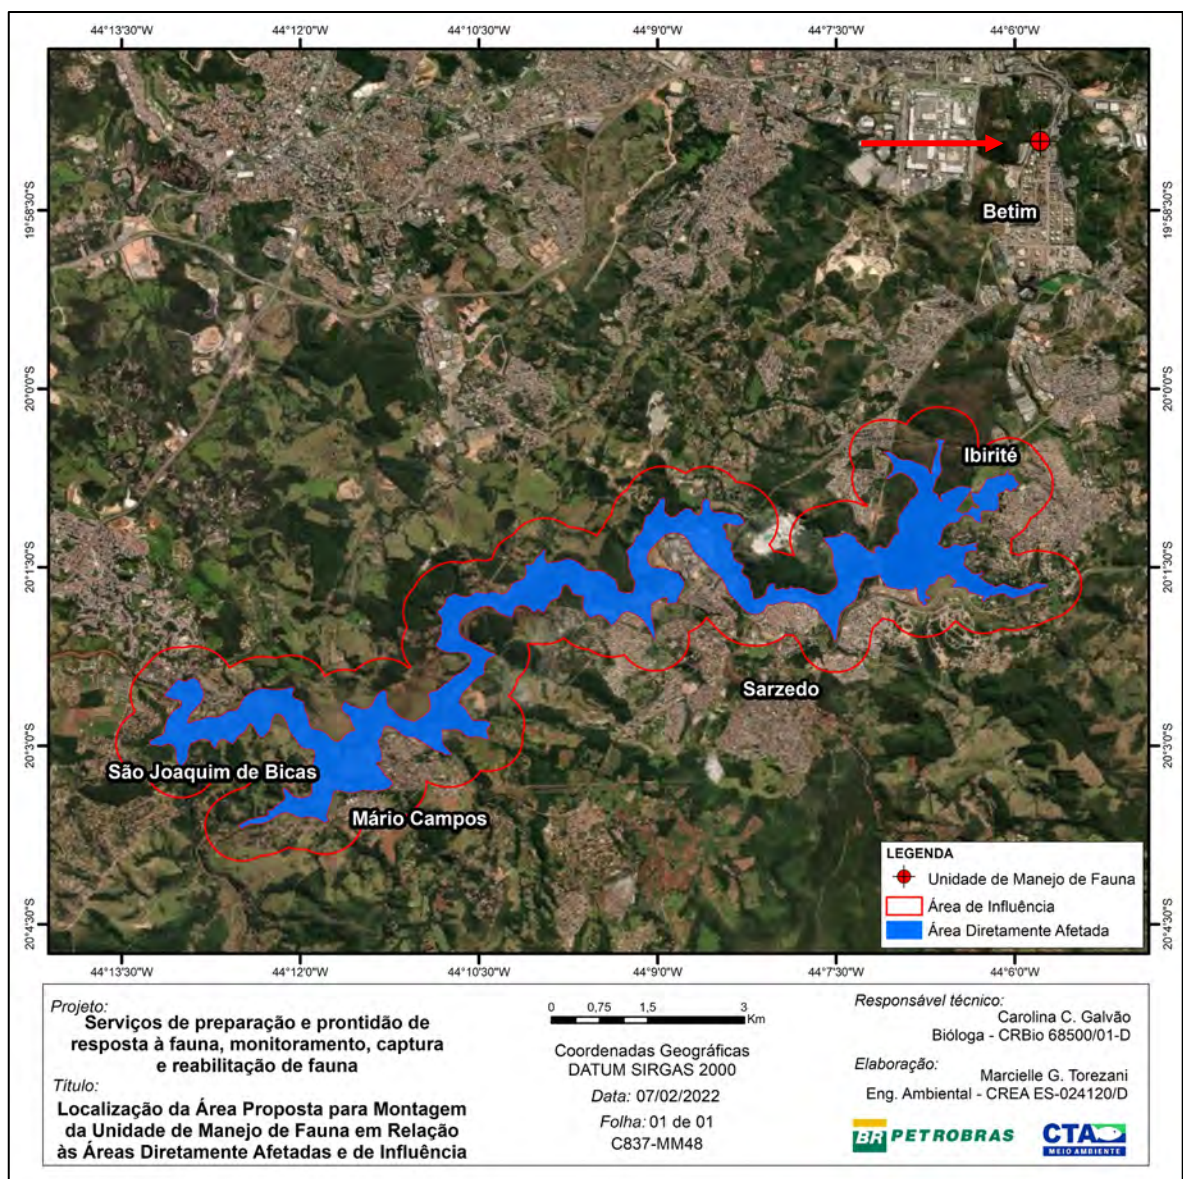 44°13'30"W 44°12'0"W 44°10'30"W 44°9'0"W 44°7'30"W 44°6'0"W
19°58'30"S 19°58'30"S
Betim
20°0'0"S 20°0'0"S
Ibirité
20°1'30"S 20°1'30"S
Sarzedo
20°3'0"S 20°3'0"S
São Joaquim de Bicas
Mário Campos
LEGENDA
Unidade de Manejo de Fauna
Área de Influência
Área Diretamente Afetada
20°4'30"S 20°4'30"S
44°13'30"W 44°12'0"W 44°10'30"W 44°9'0"W 44°7'30"W 44°6'0"W
Projeto:
Serviços de preparação e prontidão de
resposta à fauna, monitoramento, captura
e reabilitação de fauna
Título:
Localização da Área Proposta para Montagem
da Unidade de Manejo de Fauna em Relação
às Áreas Diretamente Afetadas e de Influência
0 0,75 1,5 3
Km
Coordenadas Geográficas
DATUM SIRGAS 2000
Data: 07/02/2022
Folha: 01 de 01
C837-MM48
Responsável técnico:
Carolina C. Galvão
Bióloga - CRBio 68500/01-D
Elaboração:
Marcielle G. Torezani
Eng. Ambiental - CREA ES-024120/D
BR PETROBRAS
CTA
MEIO AMBIENTE